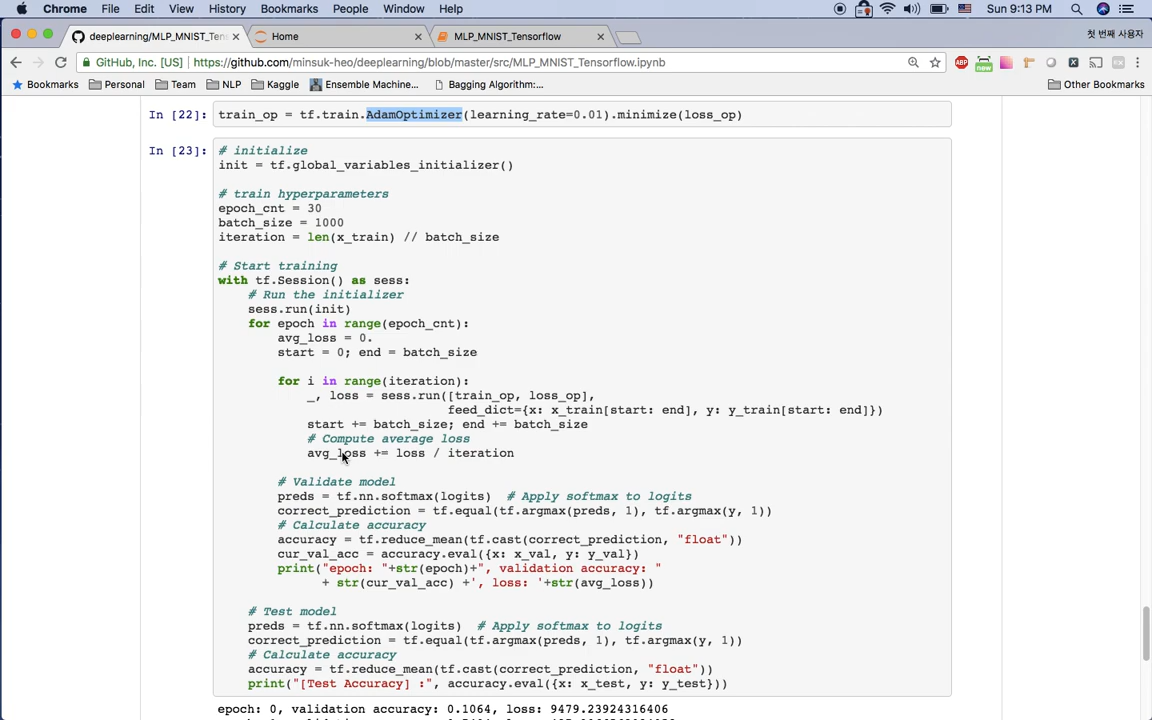 Chrome File Edit View History Bookmarks People Window Help Sun 9:13 PM
deeplearning/MLP_MNIST_Ten × Home × MLP_MNIST_Tensorflow × 첫 번째 사용자
GitHub, Inc. [US] https://github.com/minsuk-heo/deeplearning/blob/master/src/MLP_MNIST_Tensorflow.ipynb ABP new
Bookmarks Personal Team NLP Kaggle Ensemble Machine... Bagging Algorithm:... Other Bookmarks
In [22]: train_op = tf.train.AdamOptimizer(learning_rate=0.01).minimize(loss_op)
In [23]: # initialize
init = tf.global_variables_initializer()
# train hyperparameters
epoch_cnt = 30
batch_size = 1000
iteration = len(x_train) // batch_size
# Start training
with tf.Session() as sess:
# Run the initializer
sess.run(init)
for epoch in range(epoch_cnt):
avg_loss = 0.
start = 0; end = batch_size
for i in range(iteration):
_, loss = sess.run([train_op, loss_op],
feed_dict={x: x_train[start: end], y: y_train[start: end]})
start += batch_size; end += batch_size
# Compute average loss
avg_loss += loss / iteration
# Validate model
preds = tf.nn.softmax(logits) # Apply softmax to logits
correct_prediction = tf.equal(tf.argmax(preds, 1), tf.argmax(y, 1))
# Calculate accuracy
accuracy = tf.reduce_mean(tf.cast(correct_prediction, "float"))
cur_val_acc = accuracy.eval({x: x_val, y: y_val})
print("epoch: "+str(epoch)+", validation accuracy: "
+ str(cur_val_acc) +', loss: '+str(avg_loss))
# Test model
preds = tf.nn.softmax(logits) # Apply softmax to logits
correct_prediction = tf.equal(tf.argmax(preds, 1), tf.argmax(y, 1))
# Calculate accuracy
accuracy = tf.reduce_mean(tf.cast(correct_prediction, "float"))
print("[Test Accuracy] :", accuracy.eval({x: x_test, y: y_test}))
epoch: 0, validation accuracy: 0.1064, loss: 9479.23924316406